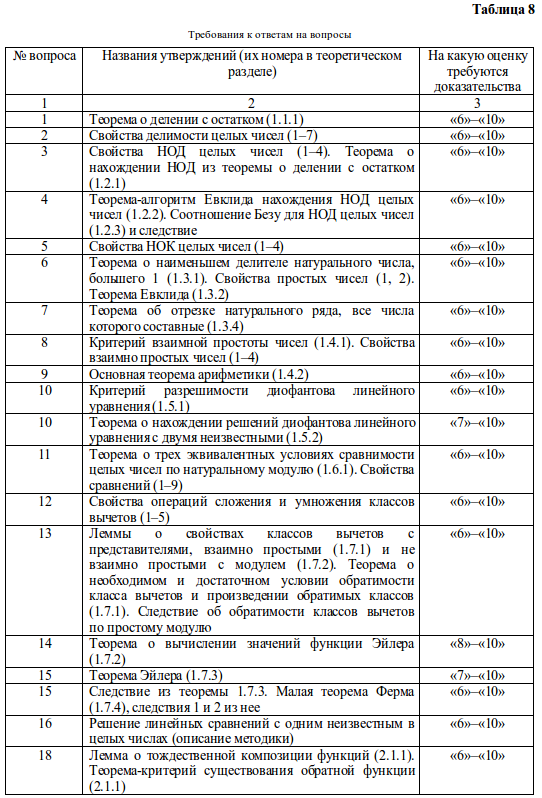 Таблица 8
Требования к ответам на вопросы
№ вопроса
Названия утверждений (их номера в теоретическом
разделе)
На какую оценку
требуются
доказательства
1
2
3
1
Теорема о делении с остатком (1.1.1)
«6»–«10»
2
Свойства делимости целых чисел (1–7)
«6»–«10»
3
Свойства НОД целых чисел (1–4). Теорема о
нахождении НОД из теоремы о делении с остатком
(1.2.1)
«6»–«10»
4
Теорема-алгоритм Евклида нахождения НОД целых
чисел (1.2.2). Соотношение Безу для НОД целых чисел
(1.2.3) и следствие
«6»–«10»
5
Свойства НОК целых чисел (1–4)
«6»–«10»
6
Теорема о наименьшем делителе натурального числа,
большего 1 (1.3.1). Свойства простых чисел (1, 2).
Теорема Евклида (1.3.2)
«6»–«10»
7
Теорема об отрезке натурального ряда, все числа
которого составные (1.3.4)
«6»–«10»
8
Критерий взаимной простоты чисел (1.4.1). Свойства
взаимно простых чисел (1–4)
«6»–«10»
9
Основная теорема арифметики (1.4.2)
«6»–«10»
10
Критерий разрешимости диофантова линейного
уравнения (1.5.1)
«6»–«10»
10
Теорема о нахождении решений диофантова линейного
уравнения с двумя неизвестными (1.5.2)
«7»–«10»
11
Теорема о трех эквивалентных условиях сравнимости
целых чисел по натуральному модулю (1.6.1). Свойства
сравнений (1–9)
«6»–«10»
12
Свойства операций сложения и умножения классов
вычетов (1–5)
«6»–«10»
13
Леммы о свойствах классов вычетов с
представителями, взаимно простыми (1.7.1) и не
взаимно простыми с модулем (1.7.2). Теорема о
необходимом и достаточном условии обратимости
класса вычетов и произведении обратимых классов
(1.7.1). Следствие об обратимости классов вычетов
по простому модулю
«6»–«10»
14
Теорема о вычислении значений функции Эйлера
(1.7.2)
«8»–«10»
15
Теорема Эйлера (1.7.3)
«7»–«10»
15
Следствие из теоремы 1.7.3. Малая теорема Ферма
(1.7.4), следствия 1 и 2 из нее
«6»–«10»
16
Решение линейных сравнений с одним неизвестным в
целых числах (описание методики)
«6»–«10»
18
Лемма о тождественной композиции функций (2.1.1).
Теорема-критерий существования обратной функции
(2.1.1)
«6»–«10»